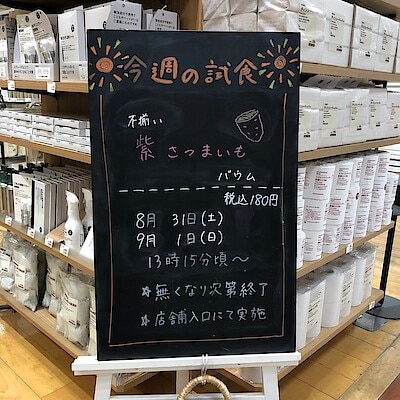 今週の試食
不揃い
紫さつまいも
バウム
税込180円
8月 31日(土)
9月 1日(日)
13時15分頃～
☆無くなり次第終了
☆店舗入口にて実施